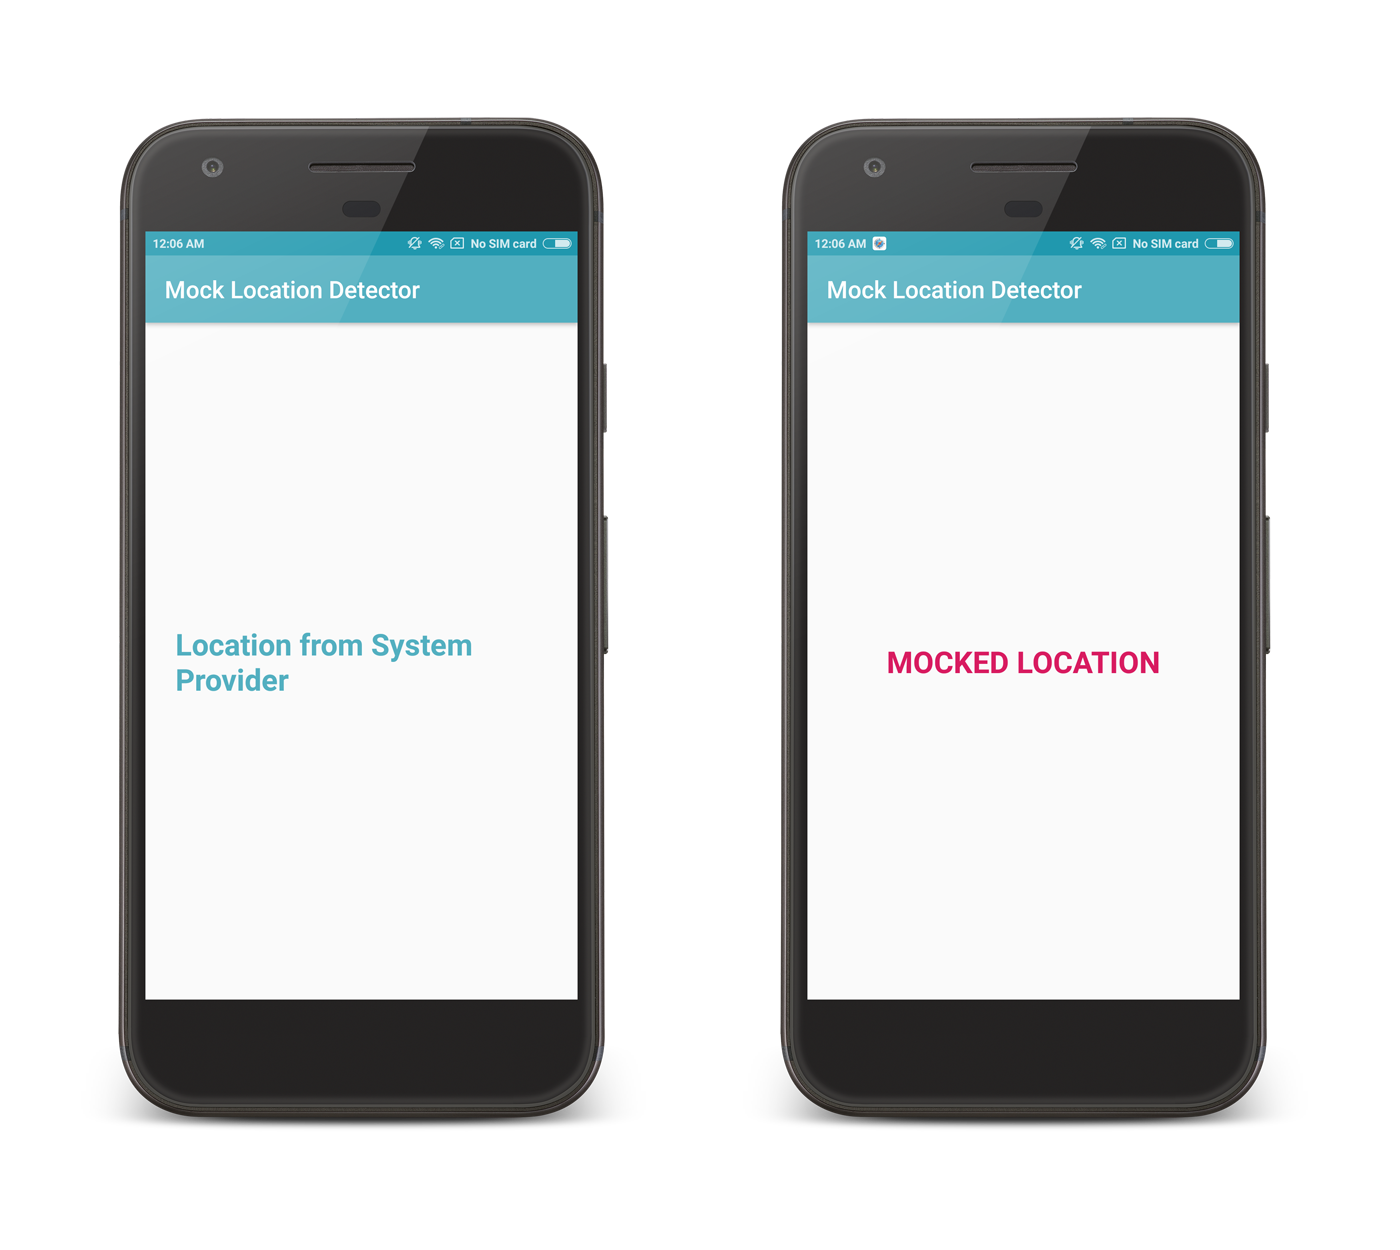 12:06 AM No SIM card
Mock Location Detector
Location from System
Provider
12:06 AM No SIM card
Mock Location Detector
MOCKED LOCATION